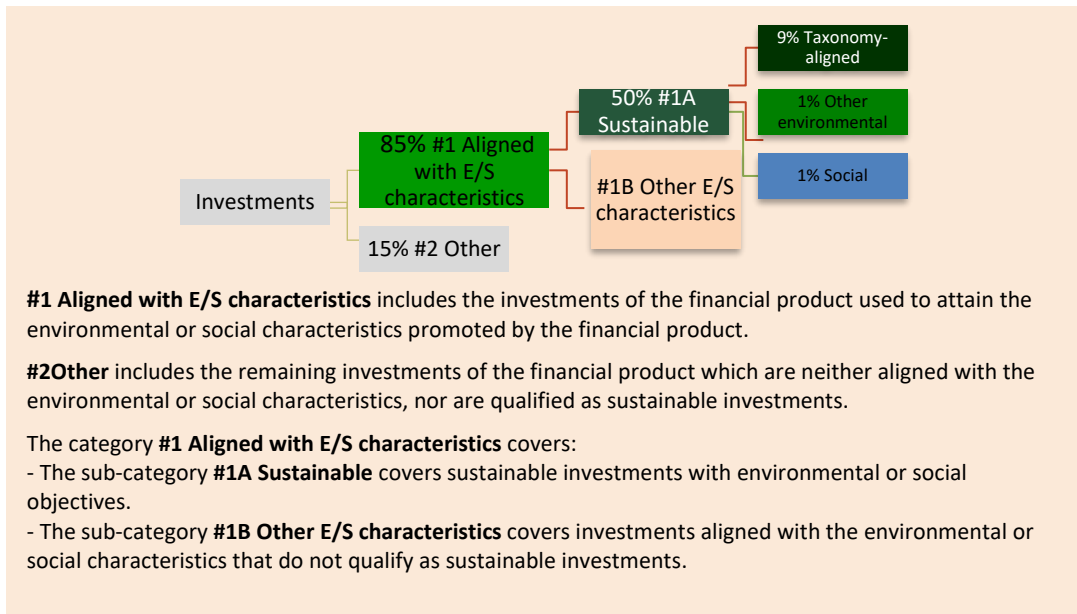 9% Taxonomy-
aligned
50% #1A
Sustainable
1% Other
environmental
85% #1 Aligned
with E/S
characteristics
1% Social
#1B Other E/S
characteristics
Investments
15% #2 Other
#1 Aligned with E/S characteristics includes the investments of the financial product used to attain the
environmental or social characteristics promoted by the financial product.
#2Other includes the remaining investments of the financial product which are neither aligned with the
environmental or social characteristics, nor are qualified as sustainable investments.
The category #1 Aligned with E/S characteristics covers:
- The sub-category #1A Sustainable covers sustainable investments with environmental or social
objectives.
- The sub-category #1B Other E/S characteristics covers investments aligned with the environmental or
social characteristics that do not qualify as sustainable investments.